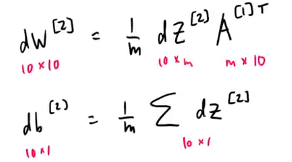 dW^[2] = 1/m dZ^[2] A^[1]T
10 × 10 10 × m m × 10
db^[2] = 1/m Σ dZ^[2]
10 × 1 10 × 1